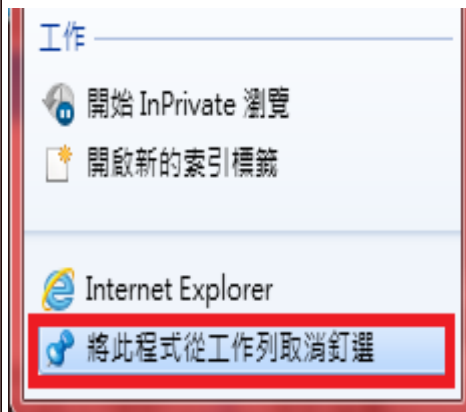 工作
開始 InPrivate 瀏覽
開啟新的索引標籤
Internet Explorer
將此程式從工作列取消釘選